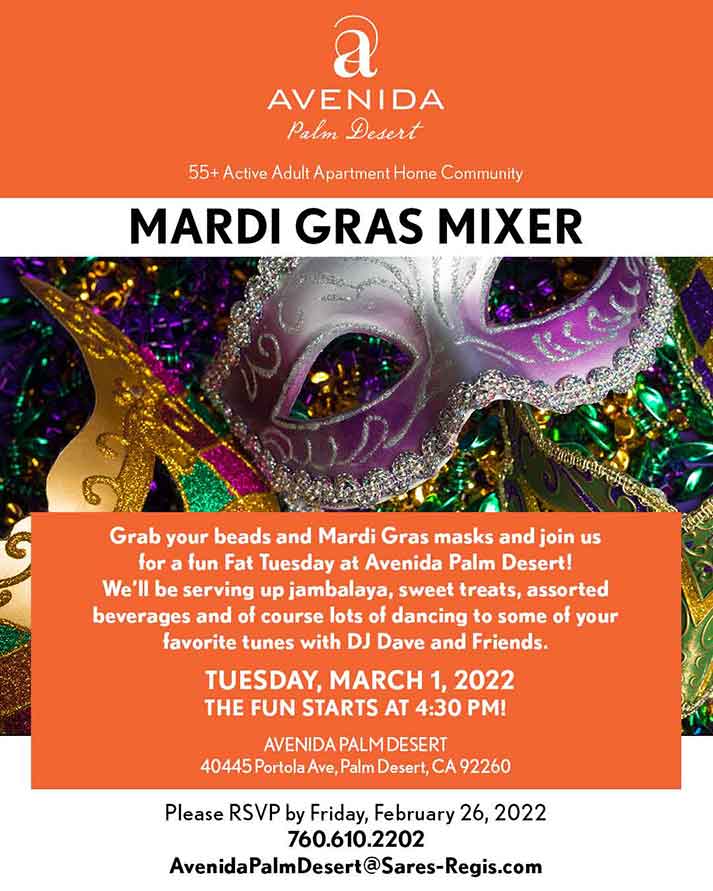 a
AVENIDA
Palm Desert
55+ Active Adult Apartment Home Community
MARDI GRAS MIXER
Grab your beads and Mardi Gras masks and join us
for a fun Fat Tuesday at Avenida Palm Desert!
We'll be serving up jambalaya, sweet treats, assorted
beverages and of course lots of dancing to some of your
favorite tunes with DJ Dave and Friends.
TUESDAY, MARCH 1, 2022
THE FUN STARTS AT 4:30 PM!
AVENIDA PALM DESERT
40445 Portola Ave, Palm Desert, CA 92260
Please RSVP by Friday, February 26, 2022
760.610.2202
AvenidaPalmDesert@Sares-Regis.com